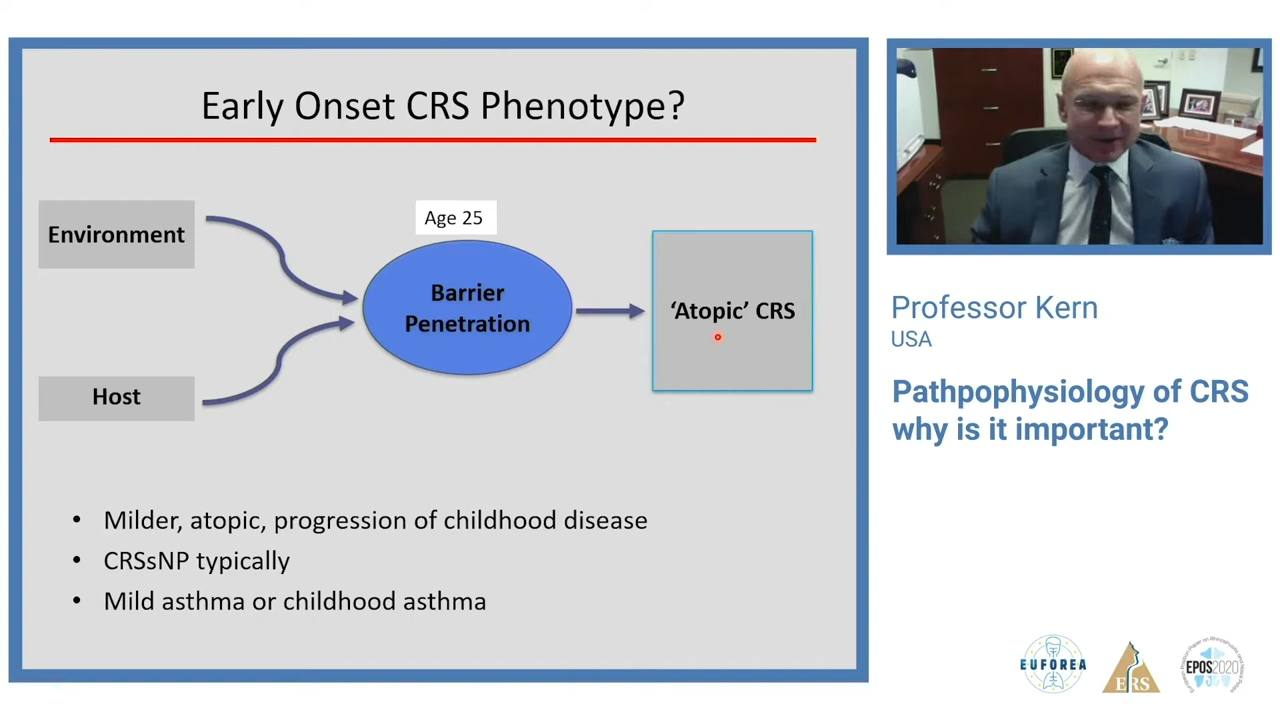 Early Onset CRS Phenotype?
Environment
Age 25
Barrier
Penetration
'Atopic' CRS
Host
• Milder, atopic, progression of childhood disease
• CRSsNP typically
• Mild asthma or childhood asthma
Professor Kern
USA
Pathpophysiology of CRS
why is it important?
EUFOREA
ERS
EPOS2020